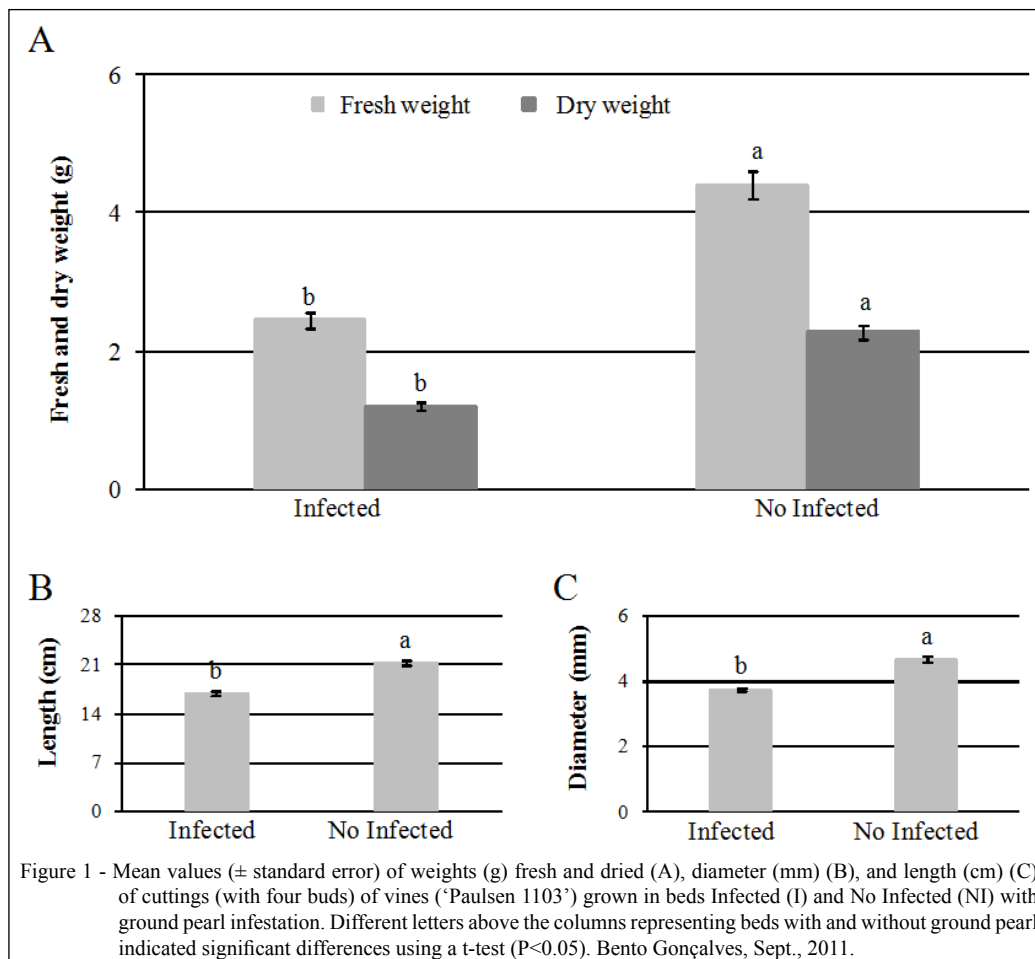 A
6
Fresh weight
Dry weight
a
4
Fresh and dry weight (g)
b
a
2
b
0
Infected
No Infected
B
28
21
14
7
0
Length (cm)
b
a
Infected
No Infected
C
6
4
2
0
Diameter (mm)
b
a
Infected
No Infected
Figure 1 - Mean values (± standard error) of weights (g) fresh and dried (A), diameter (mm) (B), and length (cm) (C)
of cuttings (with four buds) of vines (‘Paulsen 1103’) grown in beds Infected (I) and No Infected (NI) with
ground pearl infestation. Different letters above the columns representing beds with and without ground pearl
indicated significant differences using a t-test (P<0.05). Bento Gonçalves, Sept., 2011.